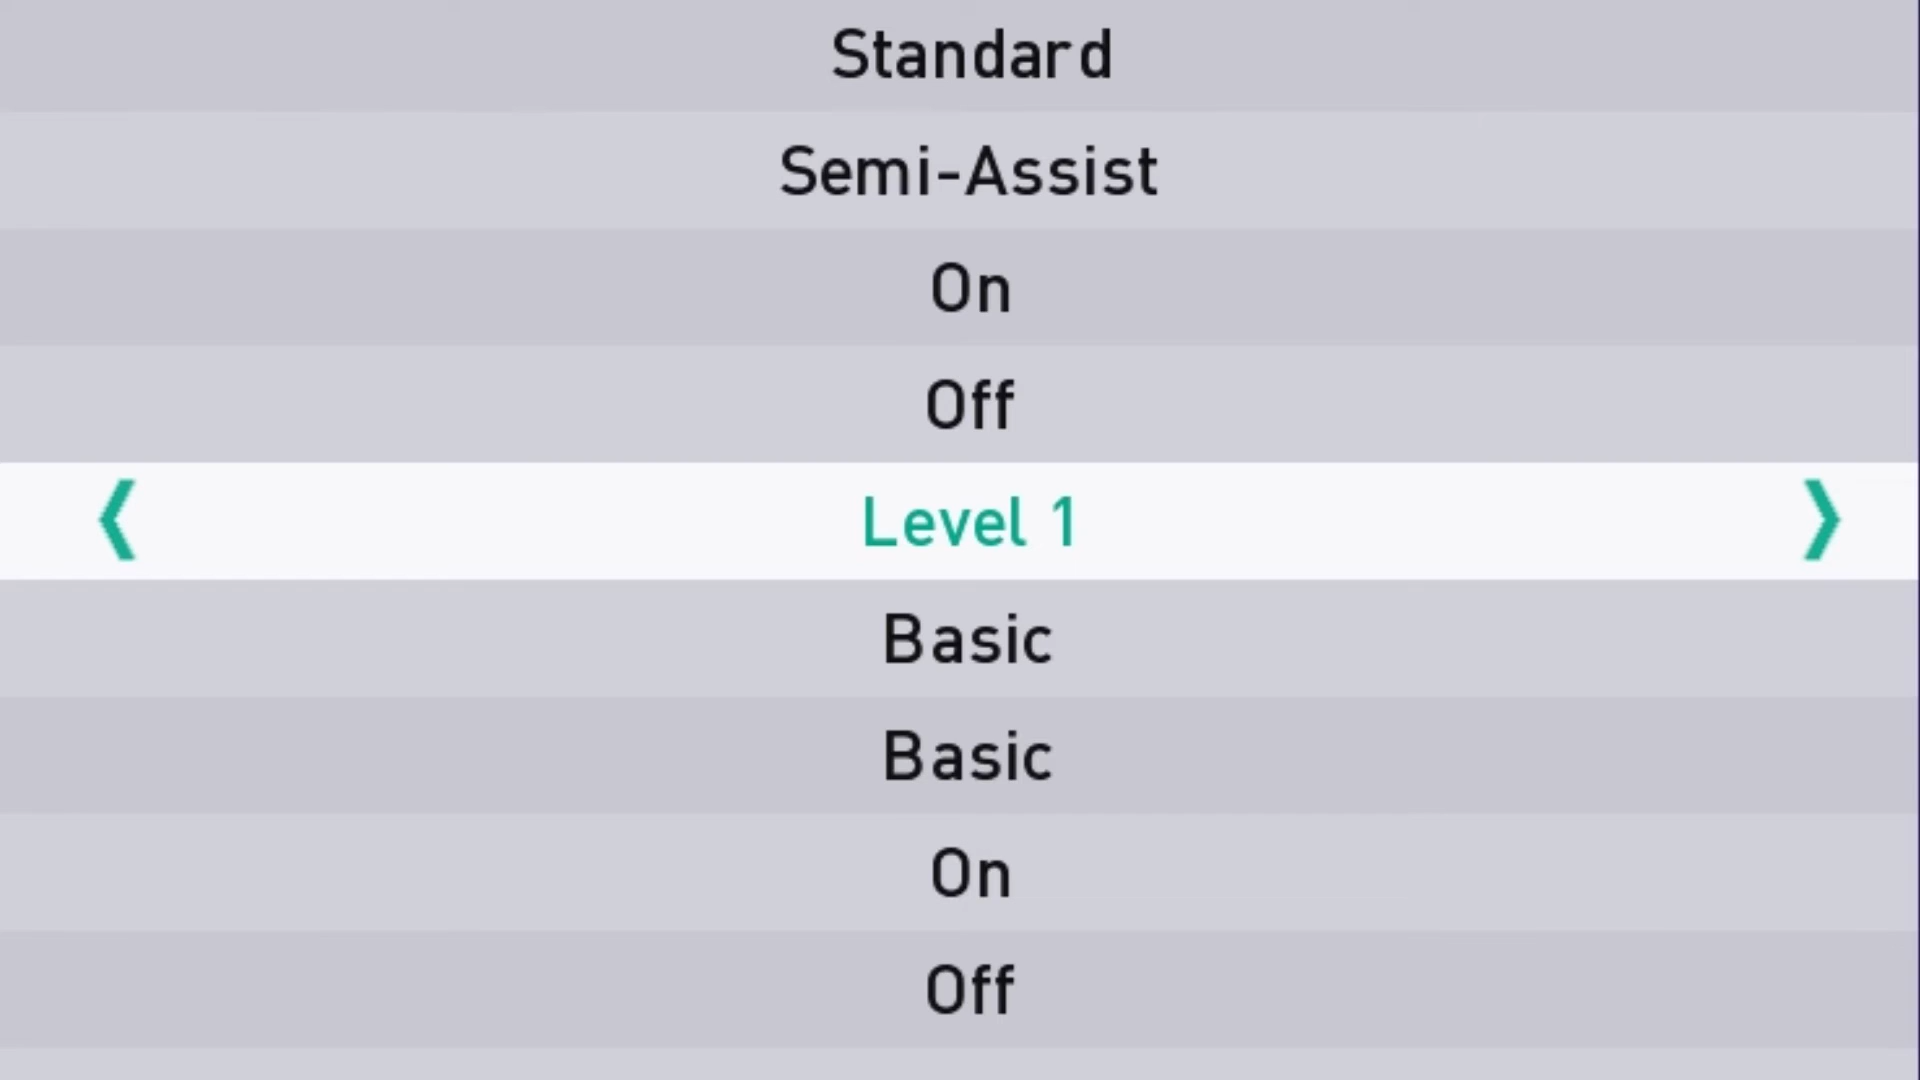 Standard
Semi-Assist
On
Off
Level 1
Basic
Basic
On
Off